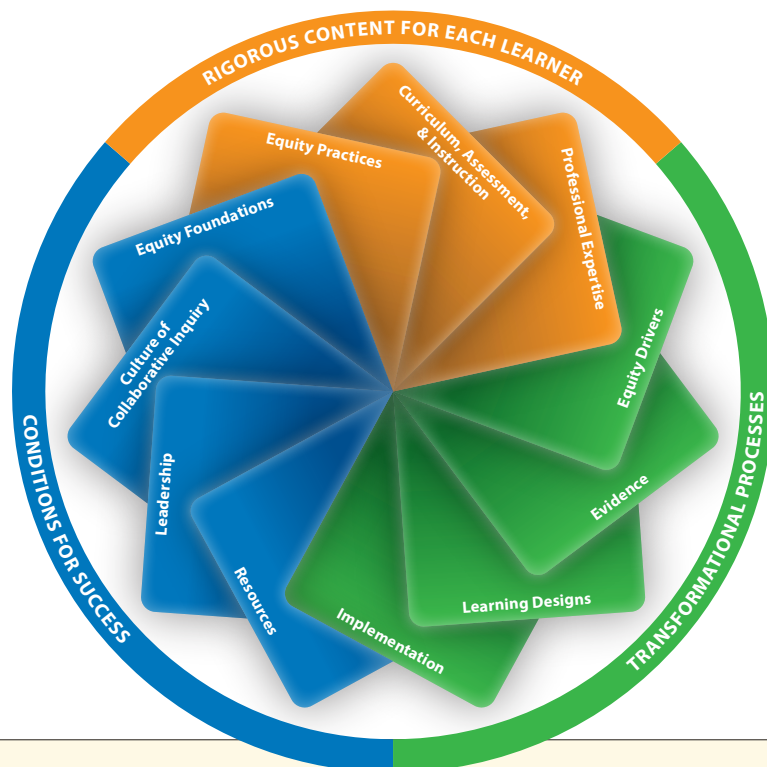 RIGOROUS CONTENT FOR EACH LEARNER
Curriculum, Assessment,
& Instruction
Professional Expertise
Equity Practices
Equity Drivers
Evidence
Learning Designs
Implementation
TRANSFORMATIONAL PROCESSES
Equity Foundations
Culture of
Collaborative Inquiry
Leadership
Resources
CONDITIONS FOR SUCCESS